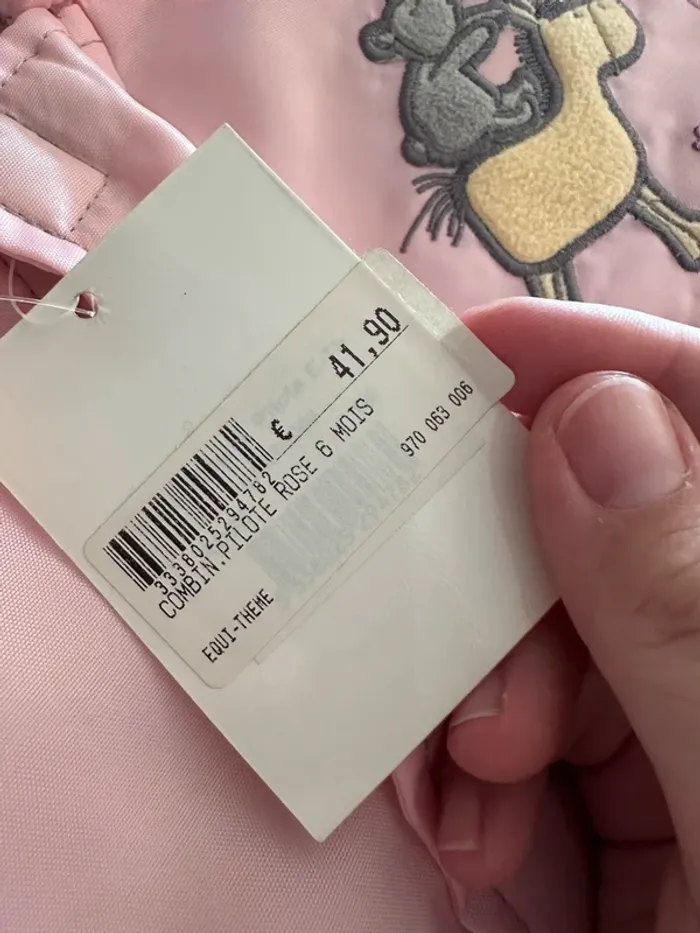 € 41,90
3338025294782
COMBIN.PILOTE ROSE 6 MOIS
EQUI-THEME 970 063 006